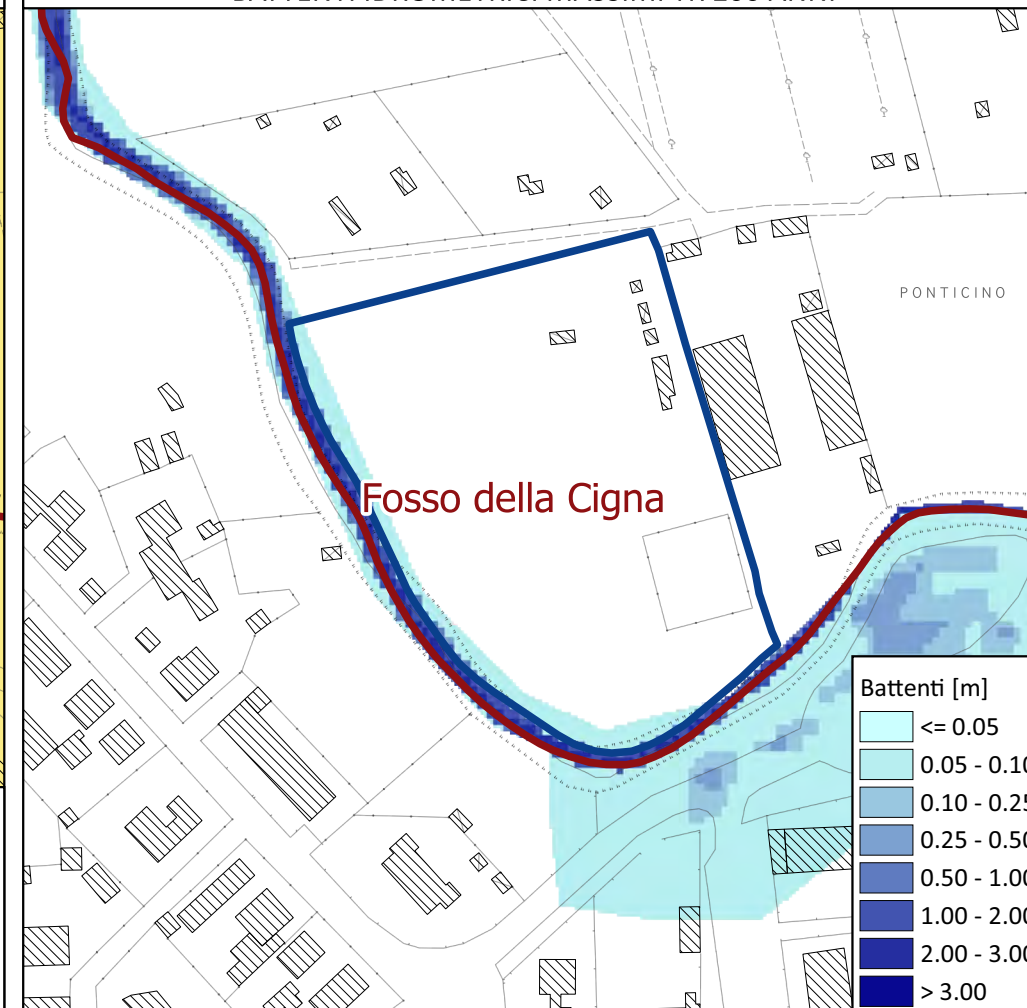 PONTICINO
Fosso della Cigna
Battenti [m]
<= 0.05
0.05 - 0.10
0.10 - 0.25
0.25 - 0.50
0.50 - 1.00
1.00 - 2.00
2.00 - 3.00
> 3.00